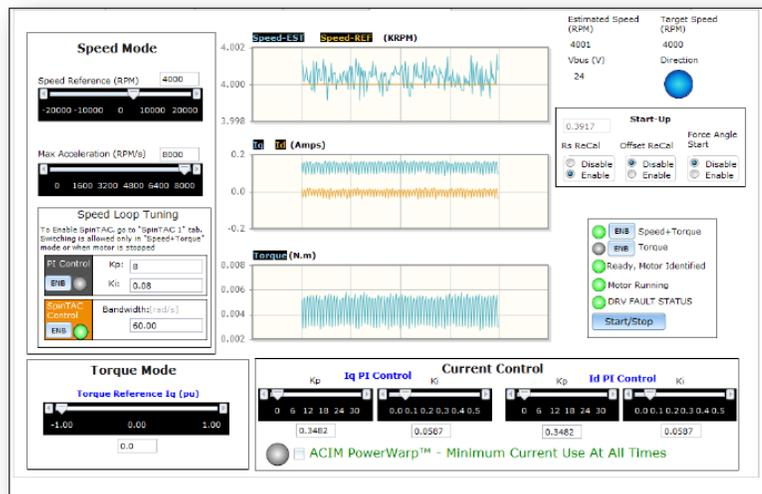 Speed Mode
Speed Reference (RPM) 4000
-20000 -10000 0 10000 20000
Max Acceleration (RPM/s) 8000
0 1600 3200 4800 6400 8000
Speed Loop Tuning
To Enable SpinTAC, go to "SpinTAC 1" tab.
Switching is allowed only in "Speed+Torque"
mode or when motor is stopped
PI Control
ENB
Kp: 8
Ki: 0.08
SpinTAC
Control
ENB
Bandwidth:(rad/s)
60.00
Speed-EST Speed-REF (KRPM)
4.002
4.000
3.998
Iq Id (Amps)
0.2
0.0
-0.2
Torque (N.m)
0.008
0.006
0.004
0.002
Estimated Speed
(RPM)
4001
Target Speed
(RPM)
4000
Vbus (V)
24
Direction
Start-Up
0.3917
Rs ReCal
Disable
Enable
Offset ReCal
Disable
Enable
Force Angle
Start
Disable
Enable
ENB Speed+Torque
ENB Torque
Ready, Motor Identified
Motor Running
DRV FAULT STATUS
Start/Stop
Torque Mode
Torque Reference Iq (pu)
-1.00 0.00 1.00
0.0
Current Control
Iq PI Control
Kp
0 6 12 18 24 30
0.3482
Ki
0.0 0.1 0.2 0.3 0.4 0.5
0.0587
Id PI Control
Kp
0 6 12 18 24 30
0.3482
Ki
0.0 0.1 0.2 0.3 0.4 0.5
0.0587
ACIM PowerWarp™ - Minimum Current Use At All Times